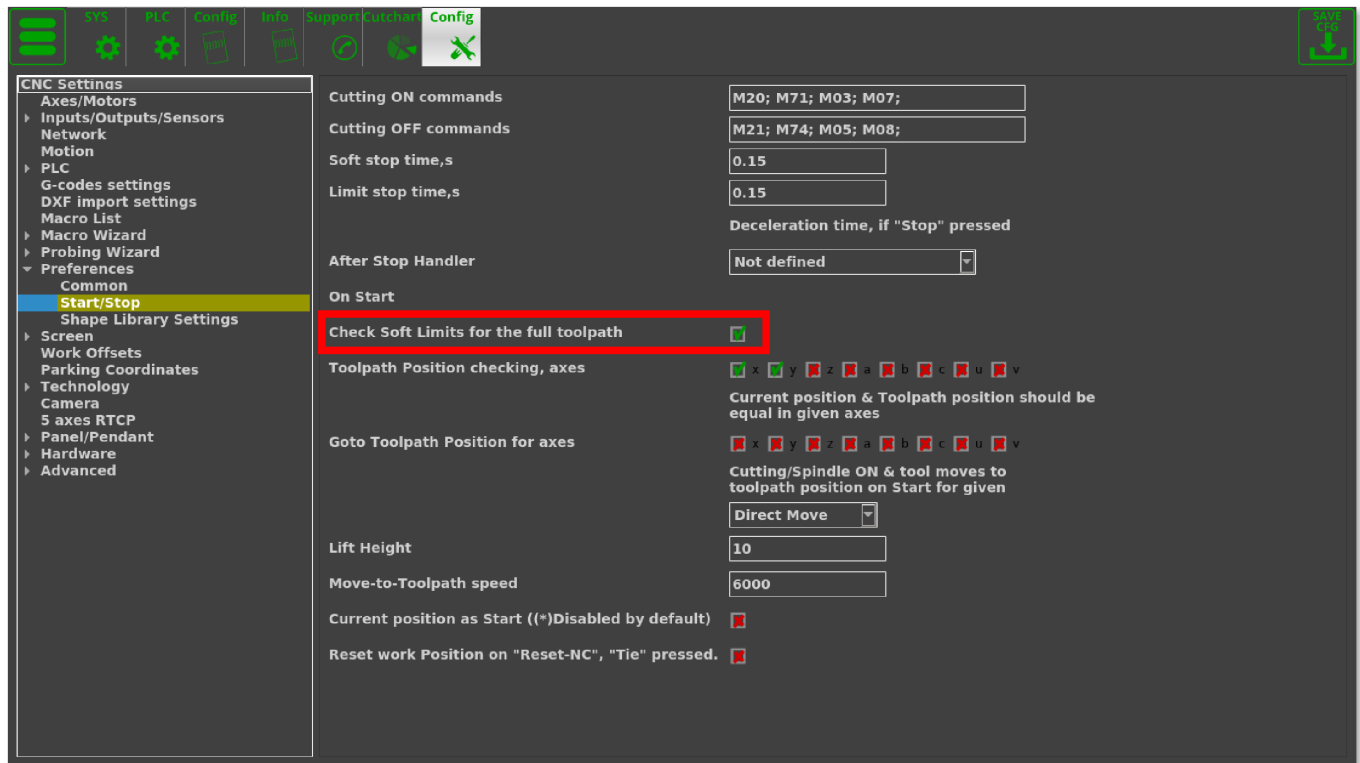 SYS PLC Config Info Support Cutchart Config SAVE
CFG
CNC Settings
Axes/Motors
Inputs/Outputs/Sensors
Network
Motion
PLC
G-codes settings
DXF import settings
Macro List
Macro Wizard
Probing Wizard
Preferences
Common
Start/Stop
Shape Library Settings
Screen
Work Offsets
Parking Coordinates
Technology
Camera
5 axes RTCP
Panel/Pendant
Hardware
Advanced
Cutting ON commands M20; M71; M03; M07;
Cutting OFF commands M21; M74; M05; M08;
Soft stop time,s 0.15
Limit stop time,s 0.15
Deceleration time, if "Stop" pressed
After Stop Handler Not defined
On Start
Check Soft Limits for the full toolpath
Toolpath Position checking, axes x y z a b c u v
Current position & Toolpath position should be
equal in given axes
Goto Toolpath Position for axes x y z a b c u v
Cutting/Spindle ON & tool moves to
toolpath position on Start for given
Direct Move
Lift Height 10
Move-to-Toolpath speed 6000
Current position as Start ((*)Disabled by default)
Reset work Position on "Reset-NC", "Tie" pressed.